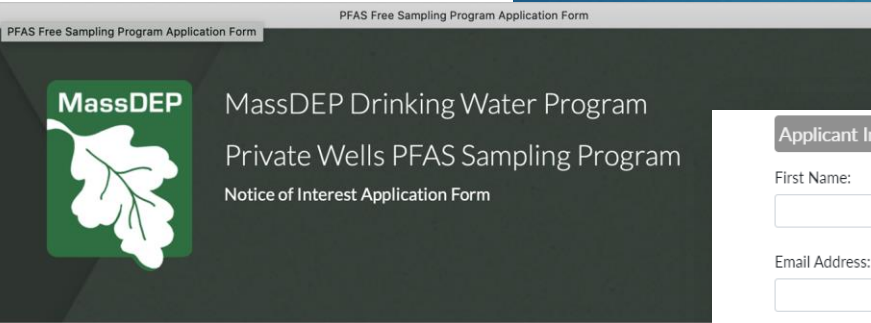 PFAS Free Sampling Program Application Form
PFAS Free Sampling Program Application Form
MassDEP
MassDEP Drinking Water Program
Private Wells PFAS Sampling Program
Notice of Interest Application Form
Applicant
First Name:
Email Address: